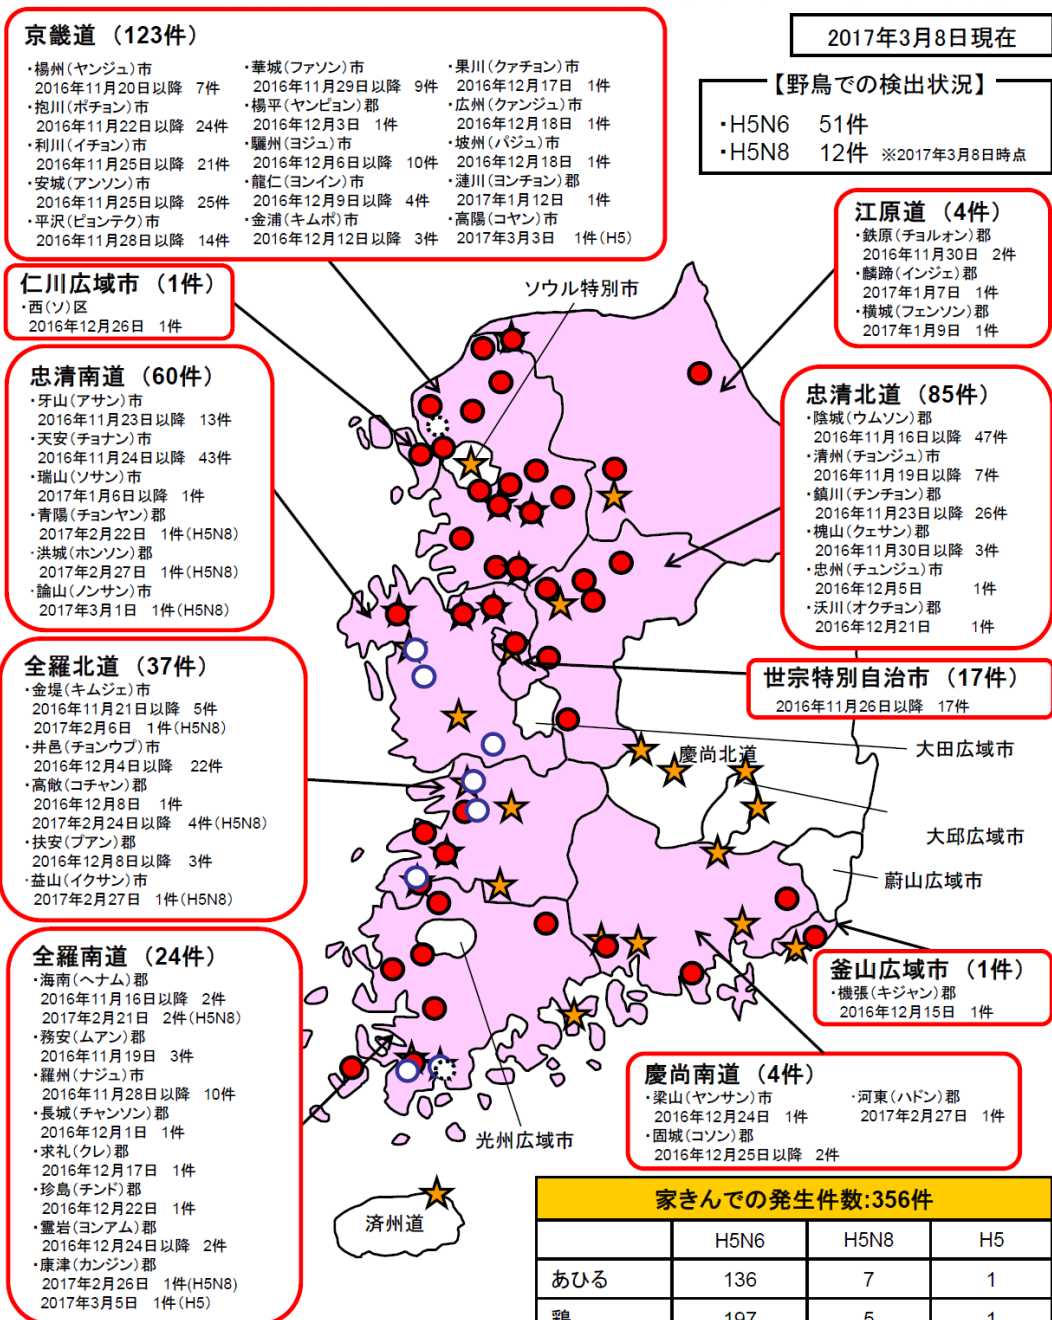 京畿道 (123件)
・楊州(ヤンジュ)市
2016年11月20日以降 7件
・抱川(ポチョン)市
2016年11月22日以降 24件
・利川(イチョン)市
2016年11月25日以降 21件
・安城(アンソン)市
2016年11月25日以降 25件
・平沢(ピョンテク)市
2016年11月28日以降 14件
・華城(ファソン)市
2016年11月29日以降 9件
・楊平(ヤンピョン)郡
2016年12月3日 1件
・驪州(ヨジュ)市
2016年12月6日以降 10件
・龍仁(ヨンイン)市
2016年12月9日以降 4件
・金浦(キムポ)市
2016年12月12日以降 3件
・果川(クァチョン)市
2016年12月17日 1件
・広州(クァンジュ)市
2016年12月18日 1件
・坡州(パジュ)市
2016年12月18日 1件
・漣川(ヨンチョン)郡
2017年1月12日 1件
・高陽(コヤン)市
2017年3月3日 1件(H5)
2017年3月8日現在
【野鳥での検出状況】
・H5N6 51件
・H5N8 12件 ※2017年3月8日時点
江原道 (4件)
・鉄原(チョルォン)郡
2016年11月30日 2件
・麟蹄(インジェ)郡
2017年1月7日 1件
・横城(フェンソン)郡
2017年1月9日 1件
仁川広域市 (1件)
・西(ソ)区
2016年12月26日 1件
ソウル特別市
忠清南道 (60件)
・牙山(アサン)市
2016年11月23日以降 13件
・天安(チョナン)市
2016年11月24日以降 43件
・瑞山(ソサン)市
2017年1月6日以降 1件
・青陽(チョンヤン)郡
2017年2月22日 1件(H5N8)
・洪城(ホンソン)郡
2017年2月27日 1件(H5N8)
・論山(ノンサン)市
2017年3月1日 1件(H5N8)
忠清北道 (85件)
・陰城(ウムソン)郡
2016年11月16日以降 47件
・清州(チョンジュ)市
2016年11月19日以降 7件
・鎮川(チンチョン)郡
2016年11月23日以降 26件
・槐山(クェサン)郡
2016年11月30日以降 3件
・忠州(チュンジュ)市
2016年12月5日 1件
・沃川(オクチョン)郡
2016年12月21日 1件
世宗特別自治市 (17件)
2016年11月26日以降 17件
全羅北道 (37件)
・金堤(キムジェ)市
2016年11月21日以降 5件
2017年2月6日 1件(H5N8)
・井邑(チョンウプ)市
2016年12月4日以降 22件
・高敞(コチャン)郡
2016年12月8日 1件
2017年2月24日以降 4件(H5N8)
・扶安(プアン)郡
2016年12月8日以降 3件
・益山(イクサン)市
2017年2月27日 1件(H5N8)
慶尚北道
大田広域市
大邱広域市
蔚山広域市
全羅南道 (24件)
・海南(ヘナム)郡
2016年11月16日以降 2件
2017年2月21日 2件(H5N8)
・務安(ムアン)郡
2016年11月19日 3件
・羅州(ナジュ)市
2016年11月28日以降 10件
・長城(チャンソン)郡
2016年12月1日 1件
・求礼(クレ)郡
2016年12月17日 1件
・珍島(チンド)郡
2016年12月22日 1件
・霊岩(ヨンアム)郡
2016年12月24日以降 2件
・康津(カンジン)郡
2017年2月26日 1件(H5N8)
2017年3月5日 1件(H5)
釜山広域市 (1件)
・機張(キジャン)郡
2016年12月15日 1件
慶尚南道 (4件)
・梁山(ヤンサン)市
2016年12月24日 1件
・固城(コソン)郡
2016年12月25日以降 2件
・河東(ハドン)郡
2017年2月27日 1件
光州広域市
済州道
家きんでの発生件数:356件
H5N6 H5N8 H5
あひる 136 7 1
鶏 197 5 1